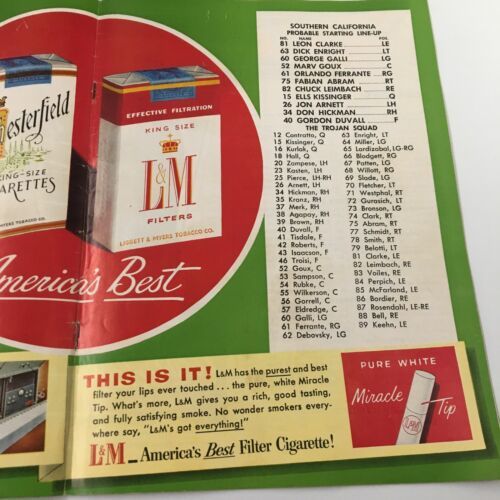 Chesterfield
KING-SIZE
CIGARETTES
MYERS TOBACCO CO.
EFFECTIVE FILTRATION
KING SIZE
L&M
FILTERS
LIGGETT & MYERS TOBACCO CO.
America's Best
SOUTHERN CALIFORNIA
PROBABLE STARTING LINE-UP
NO. NAME POS.
81 LEON CLARKE LE
63 DICK ENRIGHT LT
60 GEORGE GALLI LG
52 MARV GOUX C
61 ORLANDO FERRANTE RG
75 FABIAN ABRAM RT
82 CHUCK LEIMBACH RE
15 ELLS KISSINGER Q
26 JON ARNETT LH
34 DON HICKMAN RH
40 GORDON DUVALL F
THE TROJAN SQUAD
12 Contratto, Q
15 Kissinger, Q
16 Kurlak, Q
18 Hall, Q
20 Zampese, LH
23 Kasten, LH
25 Pierce, LH-RH
26 Arnett, LH
34 Hickman, RH
35 Kranz, RH
37 Merk, RH
38 Agapay, RH
39 Brown, RH
40 Duvall, F
41 Tisdale, F
42 Roberts, F
43 Isaacson, F
46 Troisi, F
52 Goux, C
53 Sampson, C
54 Rubke, C
55 Wilkerson, C
56 Gorrell, C
57 Eldredge, C
60 Galli, LG
61 Ferrante, RG
62 Debovsky, LG
63 Enright, LT
64 Miller, LG
65 Lardizabal, LG-RG
66 Blodgett, RG
67 Patten, LG
68 Willott, RG
69 Slade, LG
70 Fletcher, LT
71 Westphal, RT
72 Gurasich, LT
73 Bronson, LG
74 Clark, RT
75 Abram, RT
77 Schmidt, RT
78 Smith, RT
79 Belotti, LT
81 Clarke, LE
82 Leimbach, RE
83 Voiles, RE
84 Persinger, LE
85 McFarland, LE
86 Bordier, RE
87 Rosendahl, LE-RE
88 Bell, RE
89 Keehn, LE
THIS IS IT! L&M has the purest and best
filter your lips ever touched . . . the pure, white Miracle
Tip. What's more, L&M gives you a rich, good tasting,
and fully satisfying smoke. No wonder smokers every-
where say, "L&M's got everything!"
L&M — America's Best Filter Cigarette!
PURE WHITE
Miracle
Tip
L&M